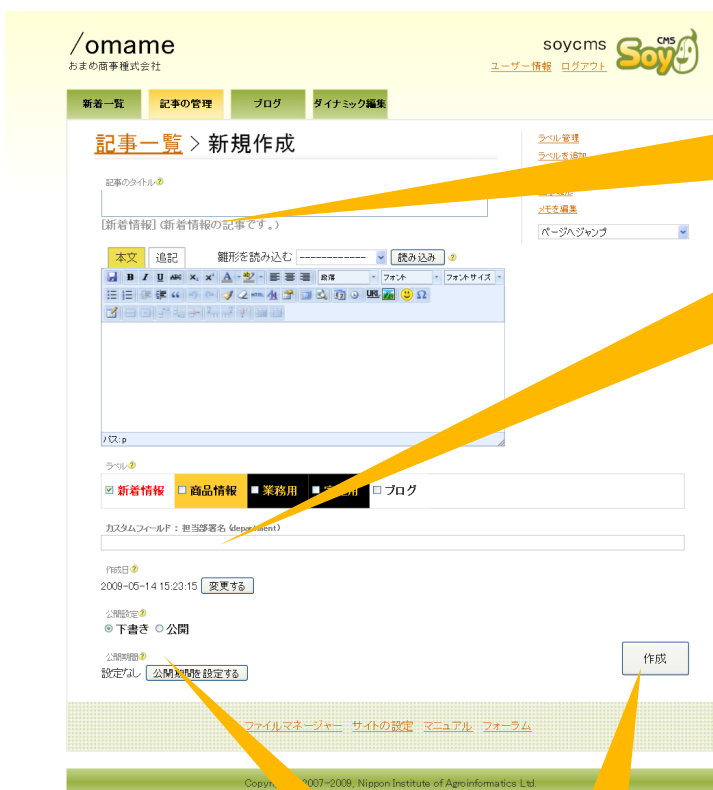 /omame
おまめ商事種式会社
soycms
ユーザー情報 ログアウト
CMS
Soy
新着一覧 記事の管理 ブログ ダイナミック編集
記事一覧 > 新規作成
ラベル管理
ラベルを追加
メモを編集
ページへジャンプ
記事のタイトル
[新着情報] (新着情報の記事です。)
本文 追記 雛形を読み込む ------------ 読み込み
段落 フォント フォントサイズ
パス: p
ラベル
新着情報 商品情報 業務用 用 ブログ
カスタムフィールド : 担当部署名 (department)
作成日
2009-05-14 15:23:15 変更する
公開設定
下書き 公開
公開期間
設定なし 公開期間を設定する
作成
ファイルマネージャー サイトの設定 マニュアル フォーラム
2007-2009, Nippon Institute of Agroinformatics Ltd.